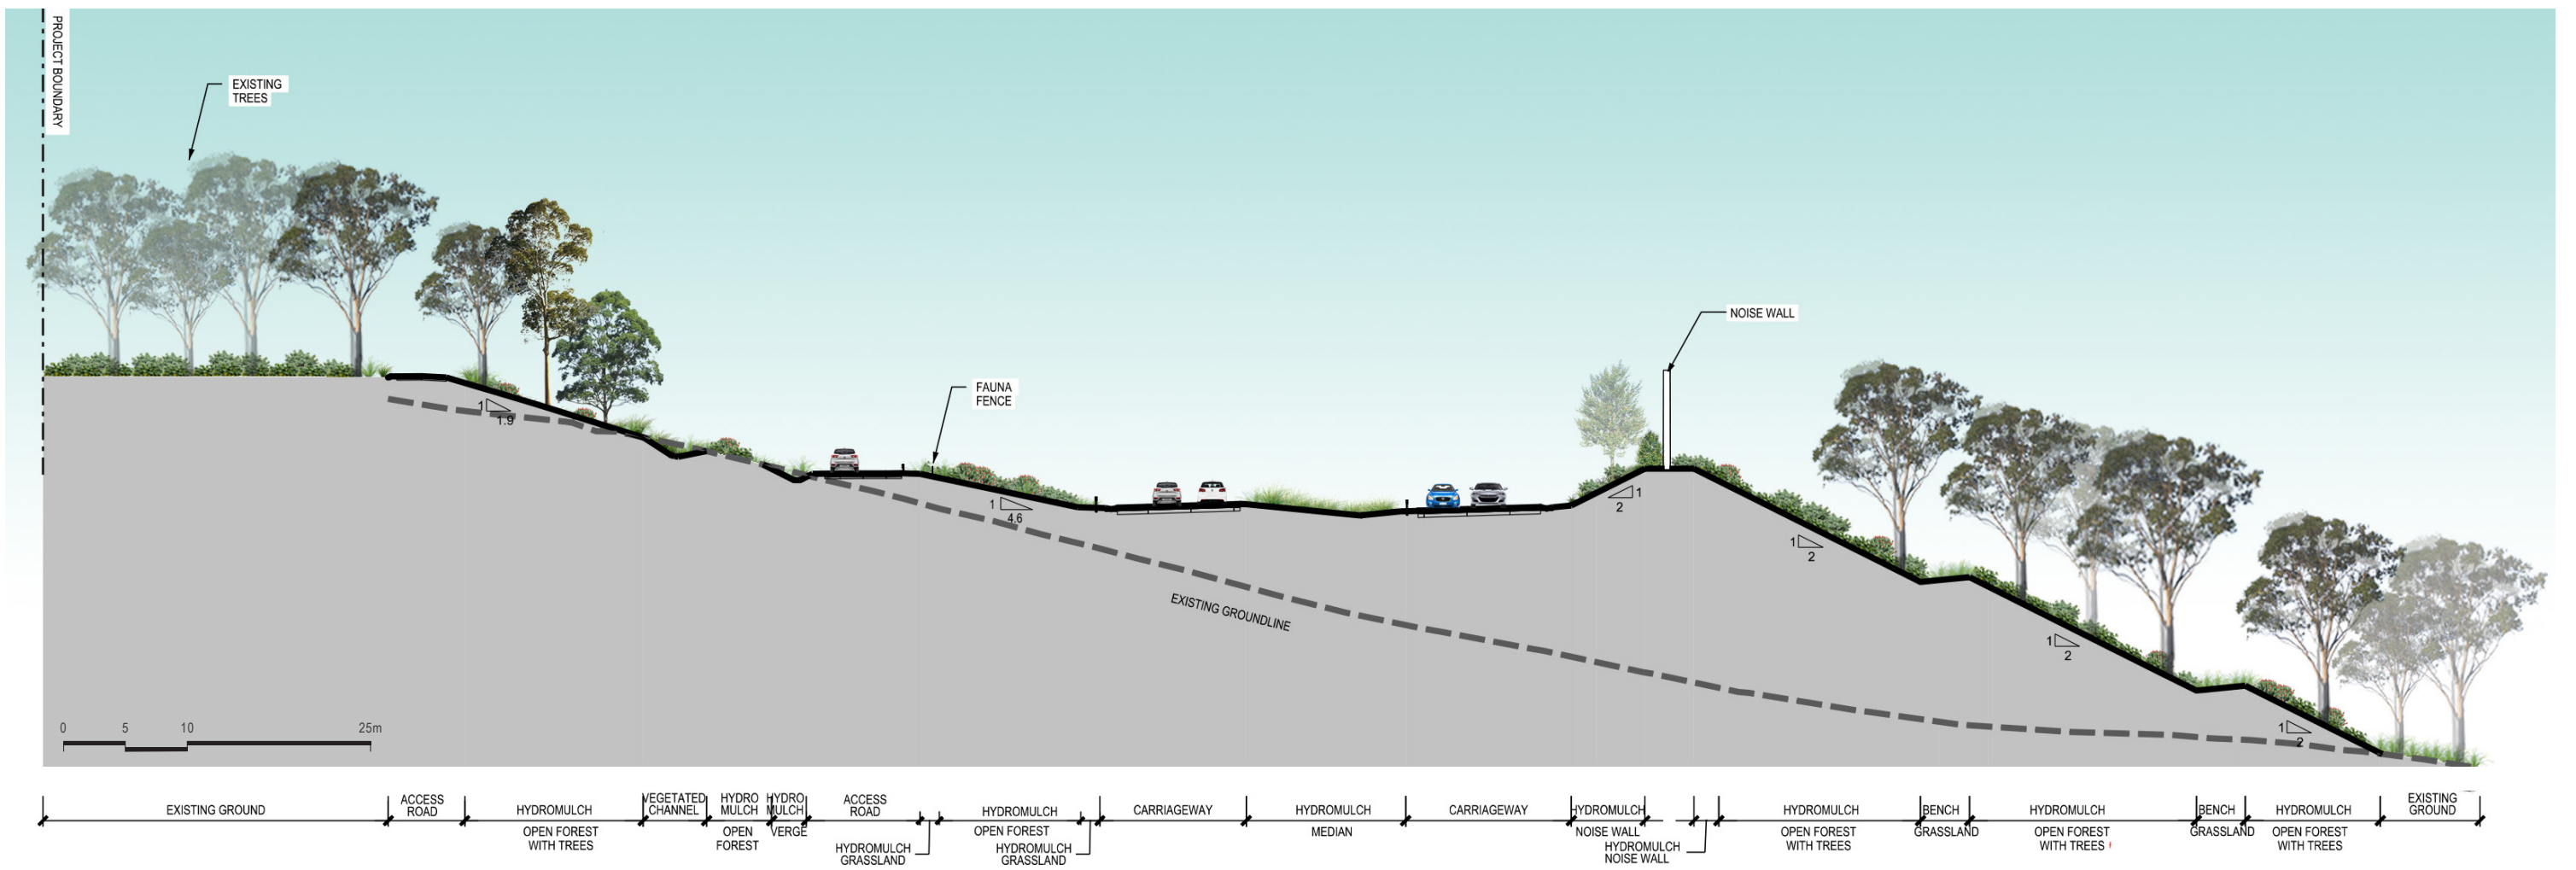 PROJECT BOUNDARY
EXISTING
TREES
NOISE WALL
FAUNA
FENCE
1
1.9
1
4.6
1
2
1
2
1
2
1
2
EXISTING GROUNDLINE
0 5 10 25m
EXISTING GROUND
ACCESS
ROAD
HYDROMULCH
OPEN FOREST
WITH TREES
VEGETATED
CHANNEL
HYDRO
MULCH
OPEN
FOREST
HYDRO
MULCH
VERGE
ACCESS
ROAD
HYDROMULCH
GRASSLAND
HYDROMULCH
OPEN FOREST
HYDROMULCH
GRASSLAND
CARRIAGEWAY
HYDROMULCH
MEDIAN
CARRIAGEWAY
HYDROMULCH
NOISE WALL
HYDROMULCH
NOISE WALL
HYDROMULCH
OPEN FOREST
WITH TREES
BENCH
GRASSLAND
HYDROMULCH
OPEN FOREST
WITH TREES
BENCH
GRASSLAND
HYDROMULCH
OPEN FOREST
WITH TREES
EXISTING
GROUND